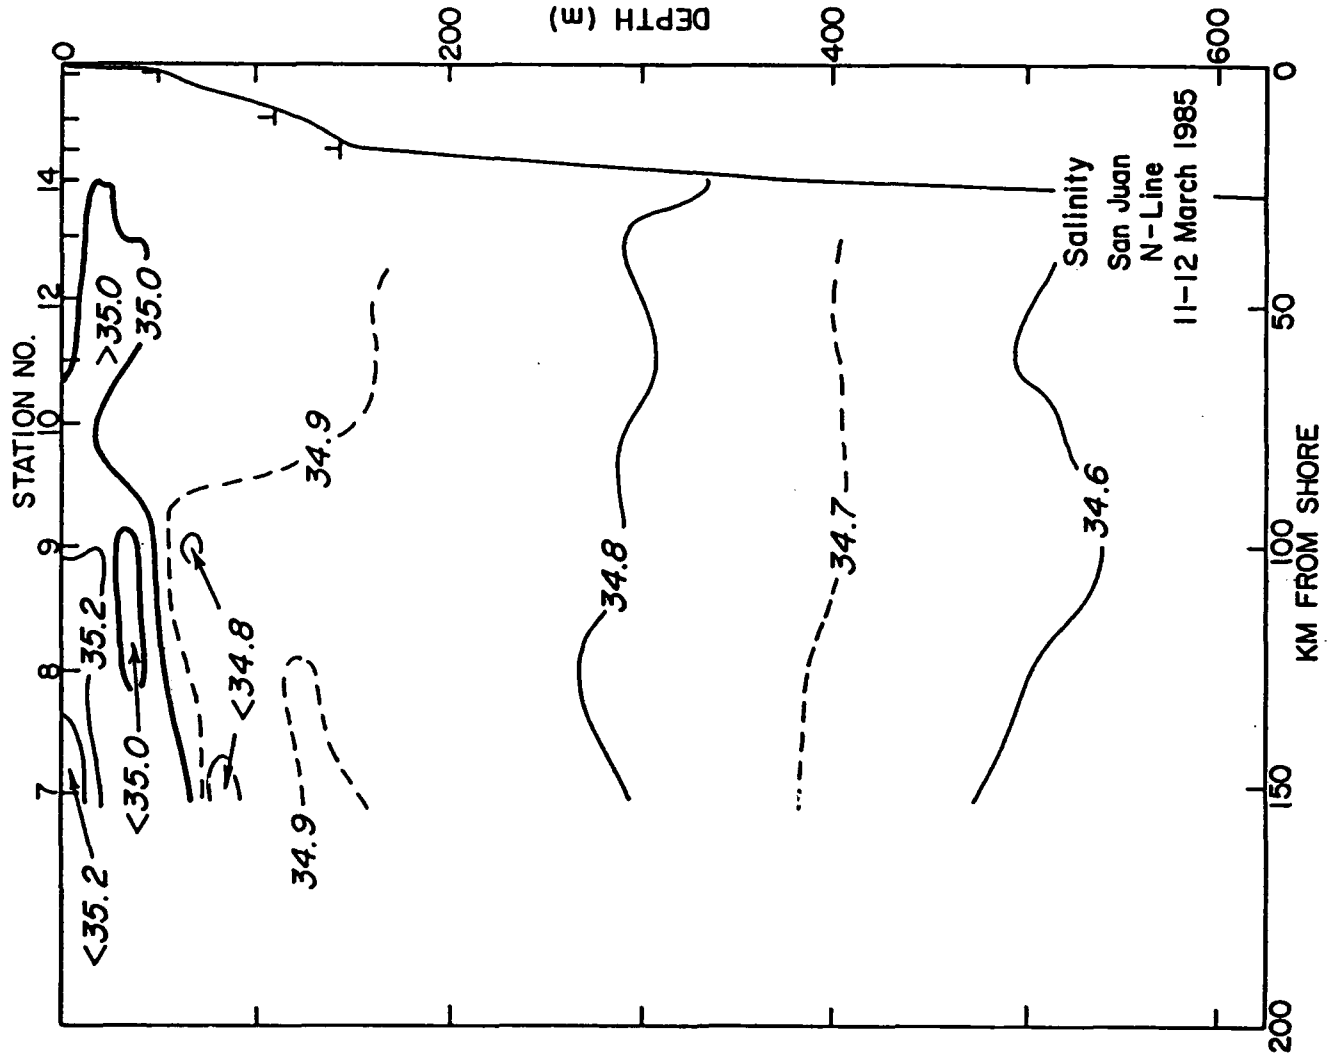 STATION NO.
7 8 9 10 12 14
<35.2
35.2
>35.0
<35.0
35.0
<34.8
34.9
34.9
34.8
34.7
34.6
Salinity
San Juan
N-Line
11-12 March 1985
0
200
400
600
DEPTH (m)
200 150 100 50 0
KM FROM SHORE